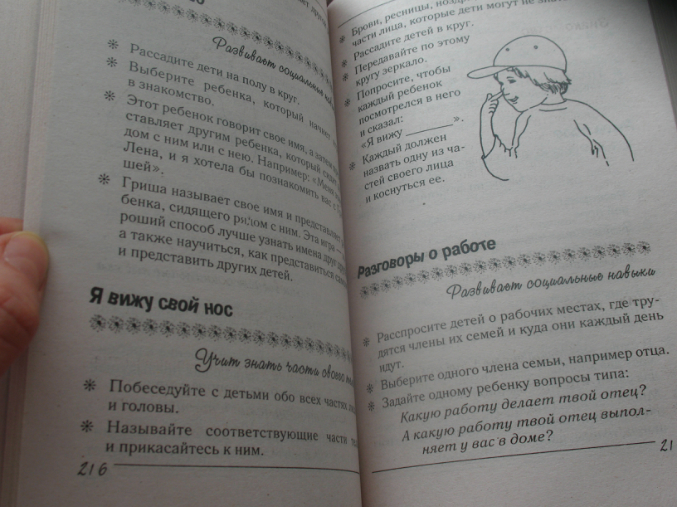 Развивает социальные
Рассадите дети на полу в круг.
Выберите ребенка, который начнет
в знакомство.
Этот ребенок говорит свое имя, а затем
ставляет другим ребенка, который
дом с ним или с нею. Например: «Меня
Лена, и я хотела бы познакомить вас с
шей».
Гриша называет свое имя и представляет
бенка, сидящего рядом с ним. Эта игра —
роший способ лучше узнать имена друг
а также научиться, как представиться
и представить других детей.
Я вижу свой нос
Учит знать части своего
Побеседуйте с детьми обо всех частях
и головы.
Называйте соответствующие части
и прикасайтесь к ним.
216
Брови, ресницы,
части лица, которые дети могут не
Рассадите детей в круг.
Передавайте по этому
кругу зеркало.
Попросите, чтобы
каждый ребенок
посмотрелся в него
и сказал:
«Я вижу ______».
Каждый должен
назвать одну из ча-
стей своего лица
и коснуться ее.
Разговоры о работе
Развивает социальные навыки
Расспросите детей о рабочих местах, где тру-
дятся члены их семей и куда они каждый день
идут.
Выберите одного члена семьи, например отца.
Задайте одному ребенку вопросы типа:
Какую работу делает твой отец?
А какую работу твой отец выпол-
няет у вас в доме?
21